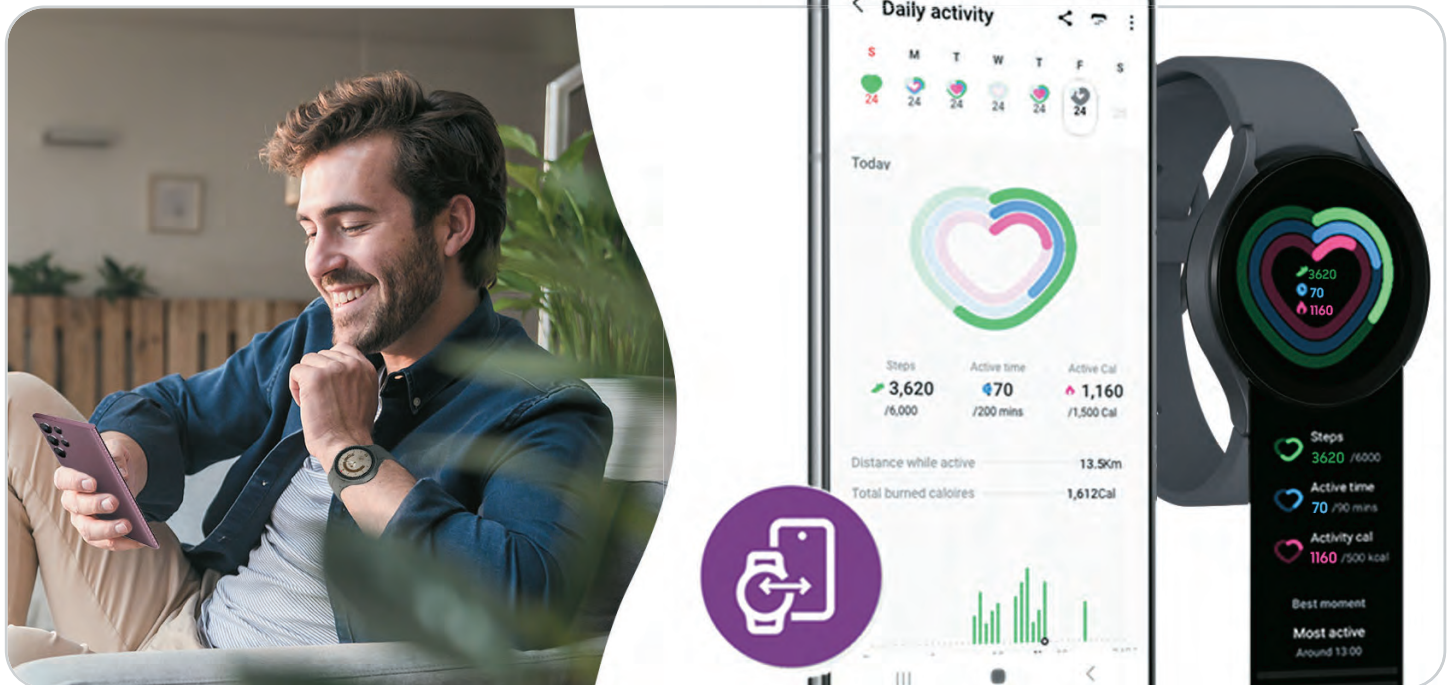 Daily activity
S M T W T F S
24 24 24 24 24 24
Today
Steps Active time Active Cal
3,620 70 1,160
/6,000 /200 mins /1,500 Cal
Distance while active 13.5Km
Total burned caloires 1,612Cal
3620
70
1160
Steps
3620 /6000
Active time
70 /90 mins
Activity cal
1160 /500 kcal
Best moment
Most active
Around 13:00